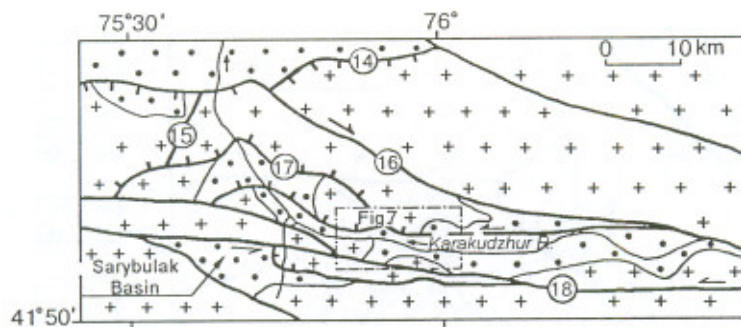 75°30' 76°
0 10 km
14
15
16
17
Fig7
Karakudzhur R.
Sarybulak
Basin
18
41°50'